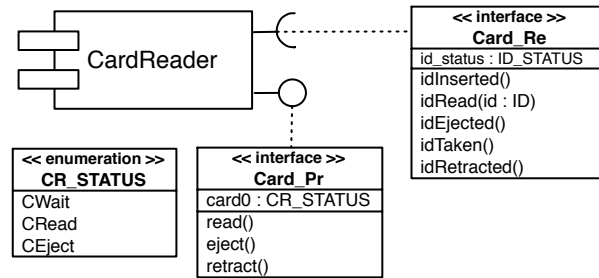 CardReader
<< interface >>
Card_Re
id_status : ID_STATUS
idInserted()
idRead(id : ID)
idEjected()
idTaken()
idRetracted()
<< enumeration >>
CR_STATUS
CWait
CRead
CEject
<< interface >>
Card_Pr
card0 : CR_STATUS
read()
eject()
retract()